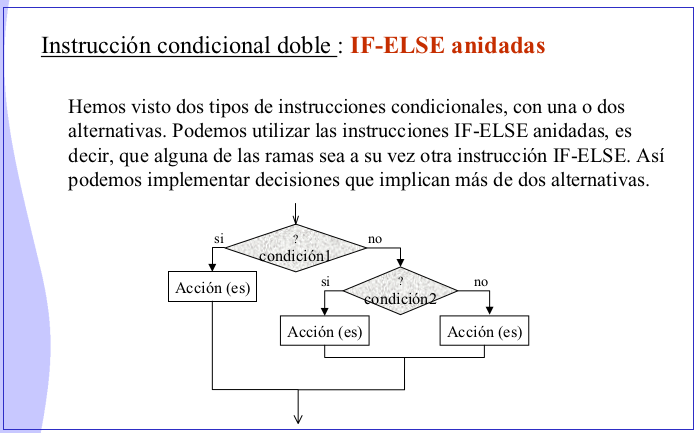 Instrucción condicional doble : IF-ELSE anidadas
Hemos visto dos tipos de instrucciones condicionales, con una o dos
alternativas. Podemos utilizar las instrucciones IF-ELSE anidadas, es
decir, que alguna de las ramas sea a su vez otra instrucción IF-ELSE. Así
podemos implementar decisiones que implican más de dos alternativas.
si
?
no
condición1
Acción (es)
si
?
no
condición2
Acción (es)
Acción (es)